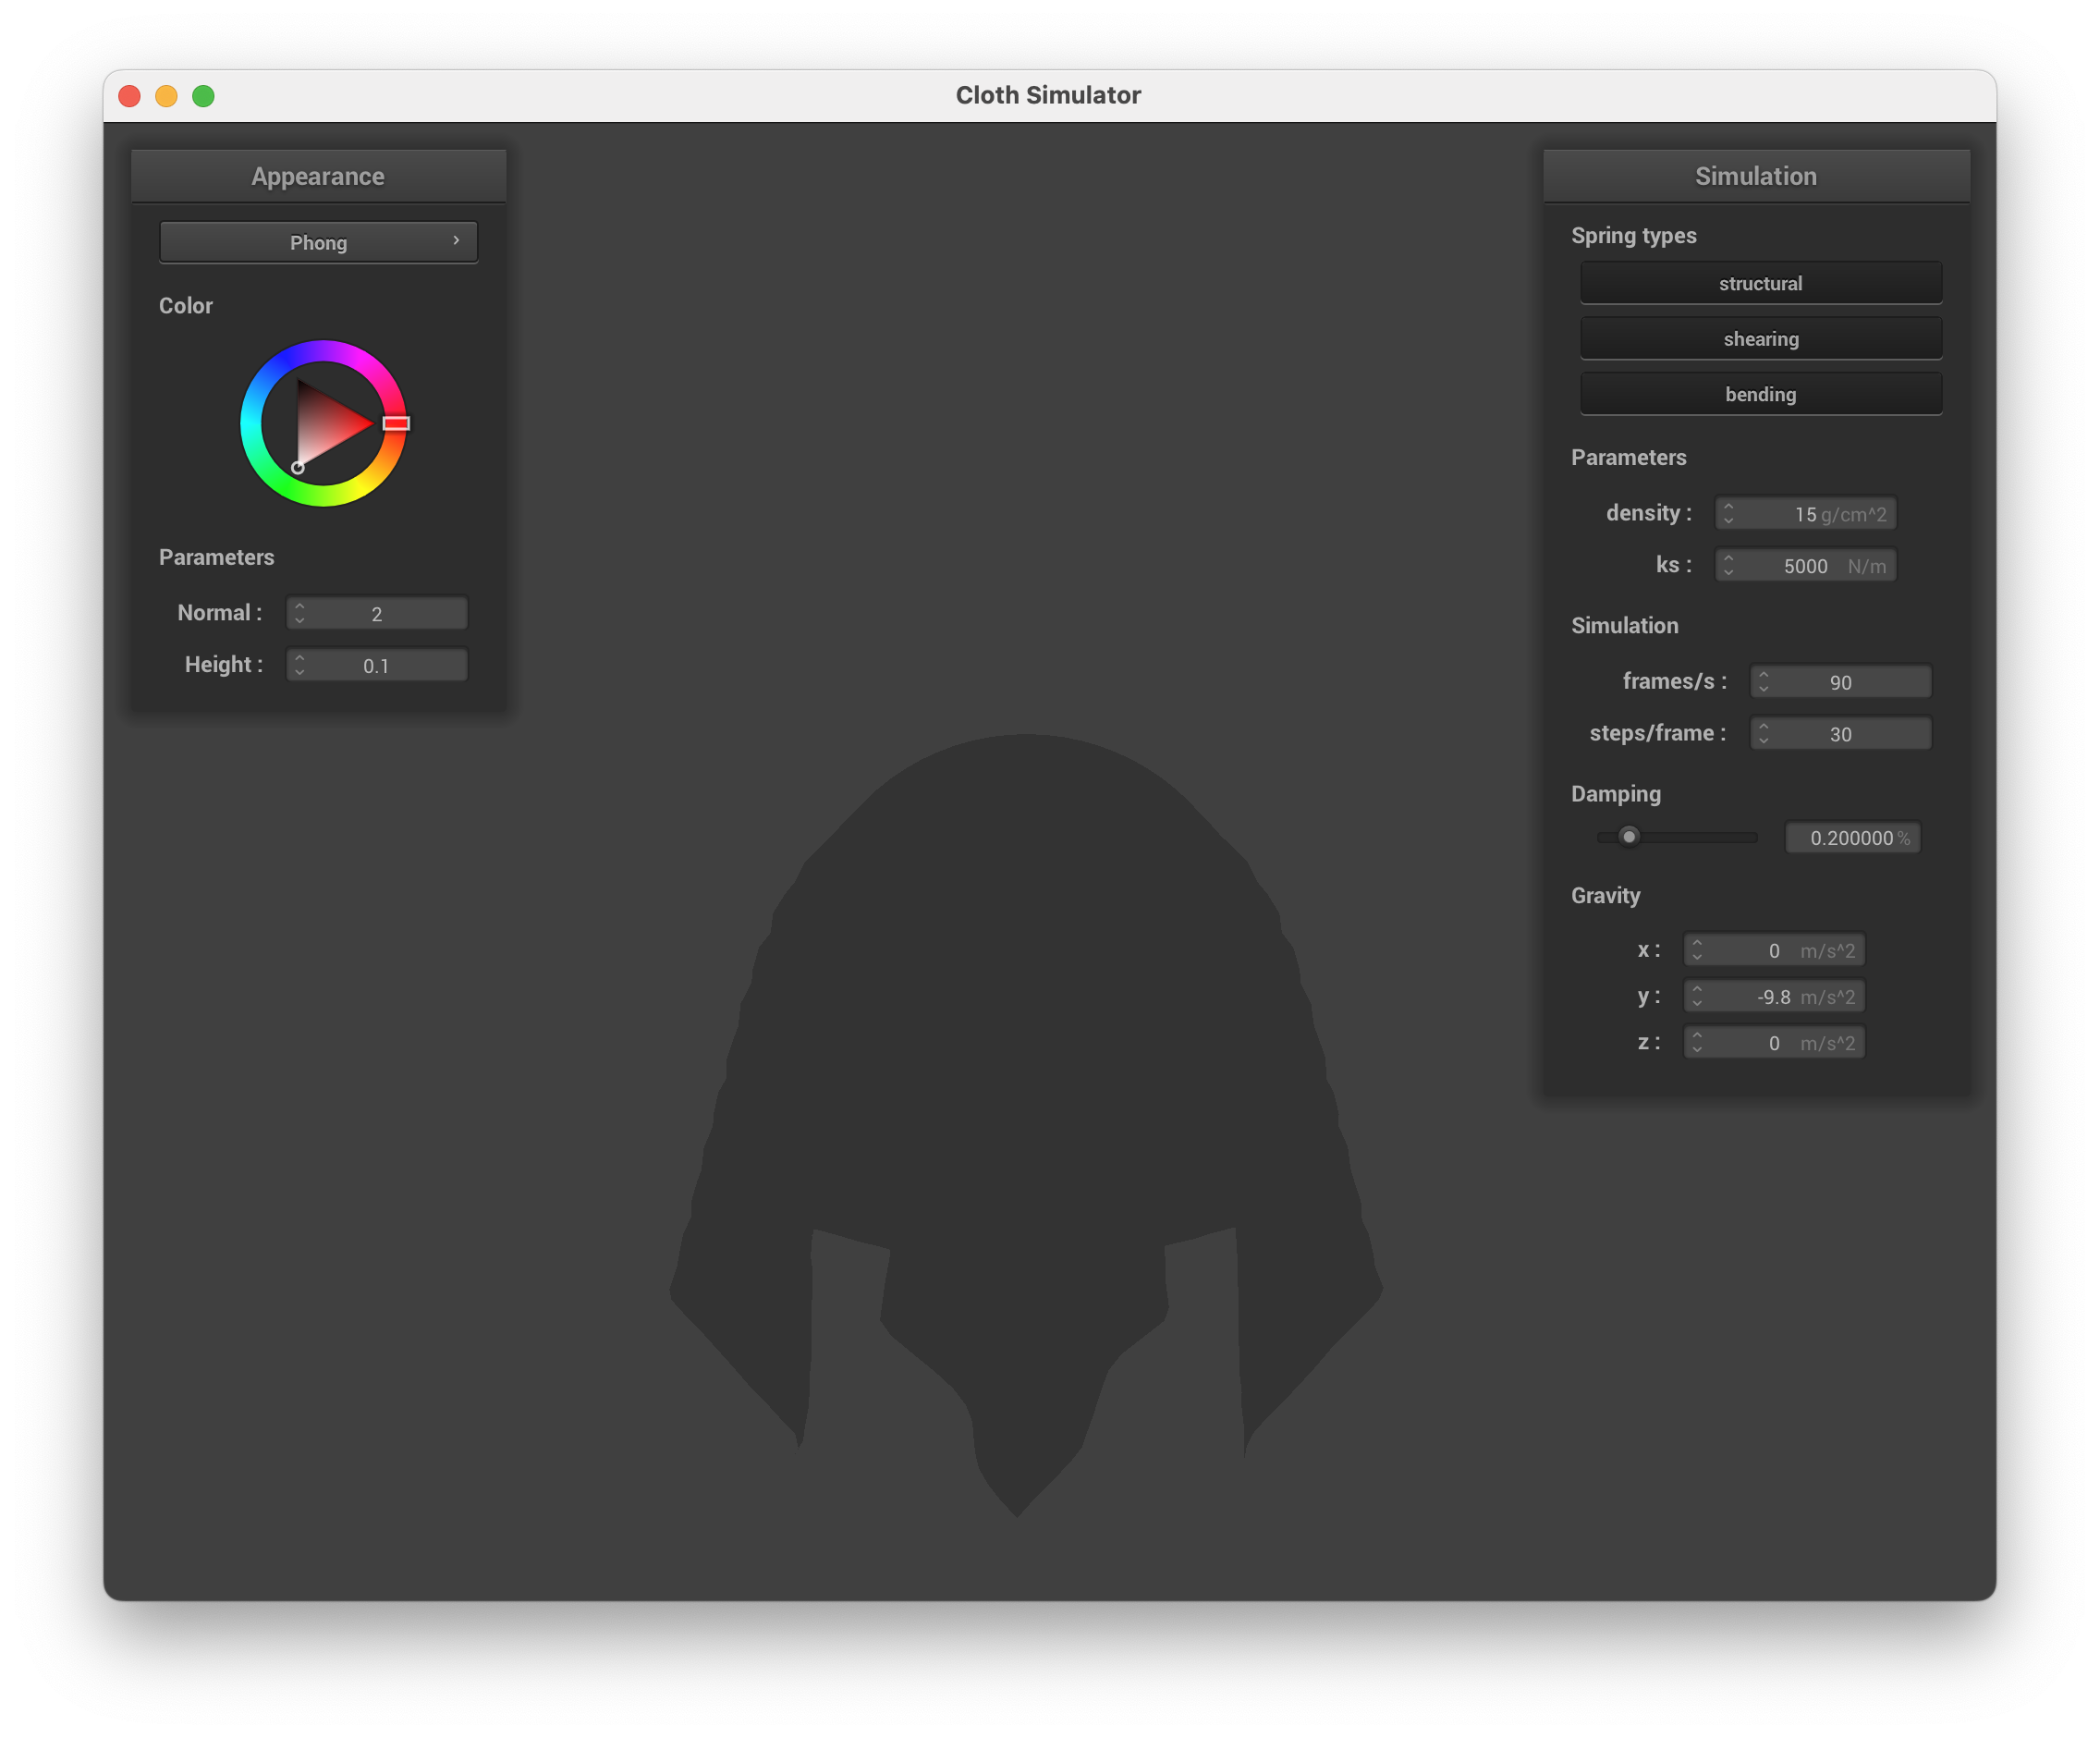 Cloth Simulator
Appearance
Phong
Color
Parameters
Normal : 2
Height : 0.1
Simulation
Spring types
structural
shearing
bending
Parameters
density : 15 g/cm^2
ks : 5000 N/m
Simulation
frames/s : 90
steps/frame : 30
Damping
0.200000 %
Gravity
x : 0 m/s^2
y : -9.8 m/s^2
z : 0 m/s^2